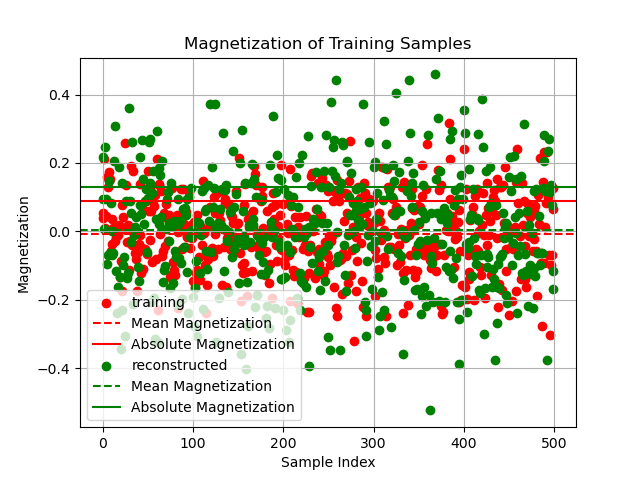 Magnetization of Training Samples
Magnetization
0.4
0.2
0.0
−0.2
−0.4
training
Mean Magnetization
Absolute Magnetization
reconstructed
Mean Magnetization
Absolute Magnetization
0 100 200 300 400 500
Sample Index